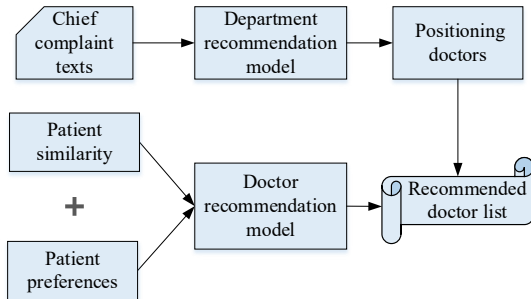 Chief
complaint
texts
Department
recommendation
model
Positioning
doctors
Patient
similarity
+
Patient
preferences
Doctor
recommendation
model
Recommended
doctor list